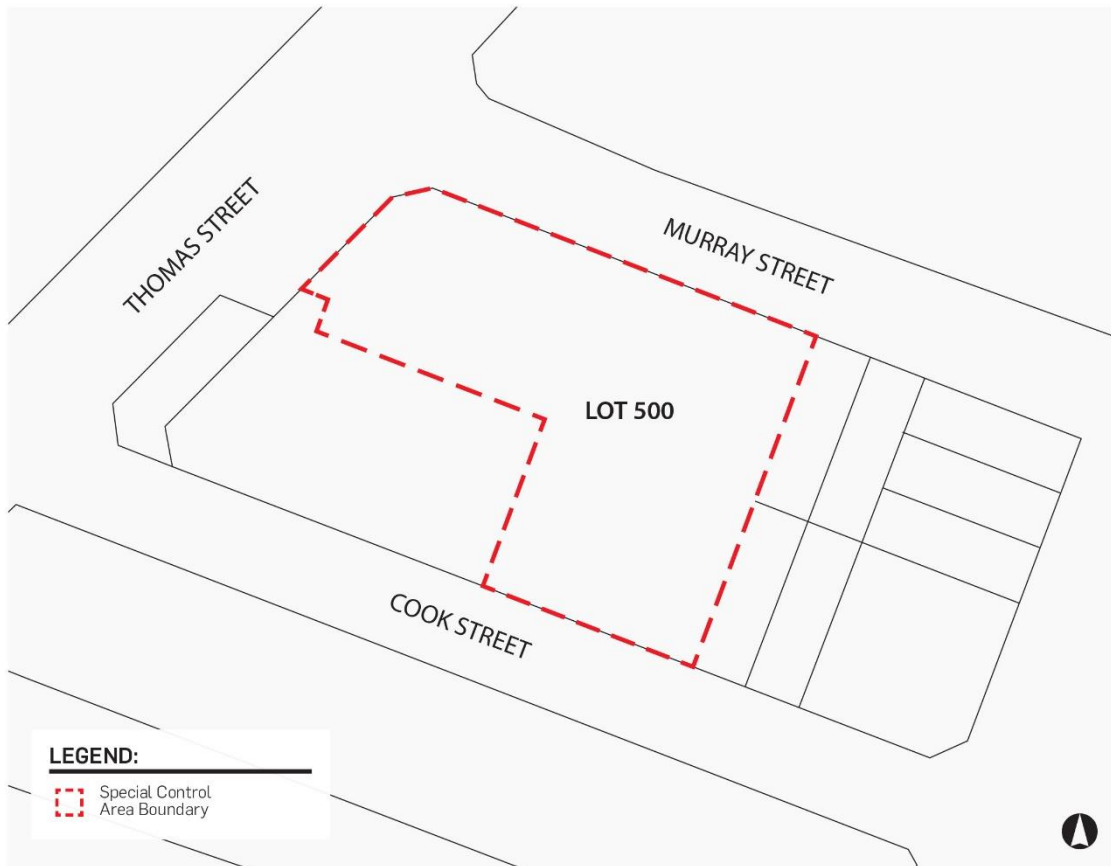 THOMAS STREET
MURRAY STREET
LOT 500
COOK STREET
LEGEND:
Special Control
Area Boundary